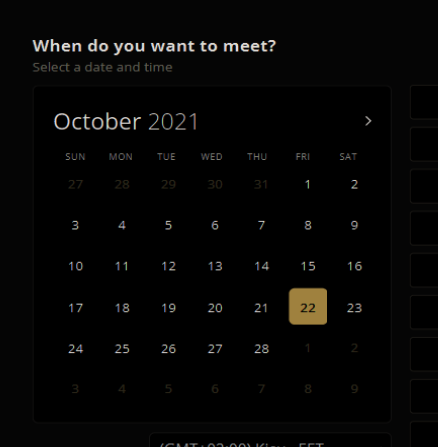 When do you want to meet?
Select a date and time
October 2021 >
SUN MON TUE WED THU FRI SAT
27 28 29 30 31 1 2
3 4 5 6 7 8 9
10 11 12 13 14 15 16
17 18 19 20 21 22 23
24 25 26 27 28 1 2
3 4 5 6 7 8 9
(GMT+03:00) Kiev - EET